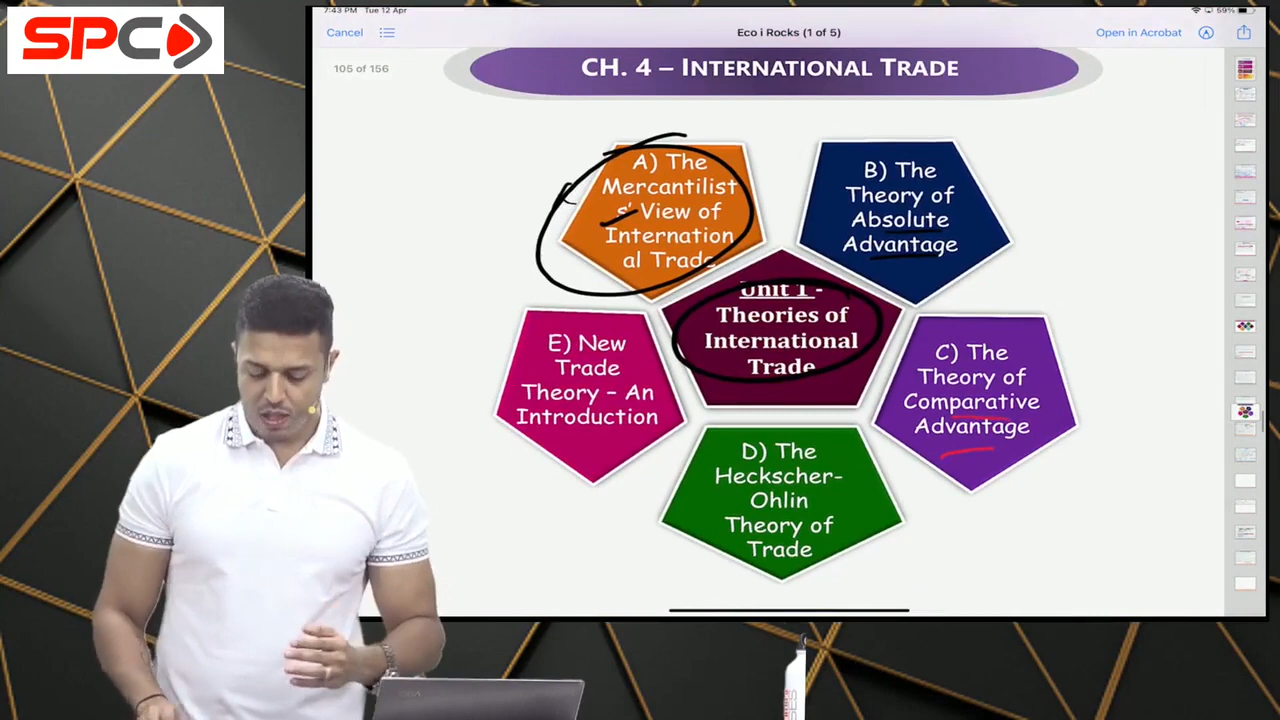 SPC
7:43 PM Tue 12 Apr
59%
Cancel
Eco i Rocks (1 of 5)
Open in Acrobat
105 of 156
CH. 4 – INTERNATIONAL TRADE
A) The
Mercantilist
s' View of
Internation
al Trade
B) The
Theory of
Absolute
Advantage
Unit 1 -
Theories of
International
Trade
E) New
Trade
Theory – An
Introduction
C) The
Theory of
Comparative
Advantage
D) The
Heckscher-
Ohlin
Theory of
Trade